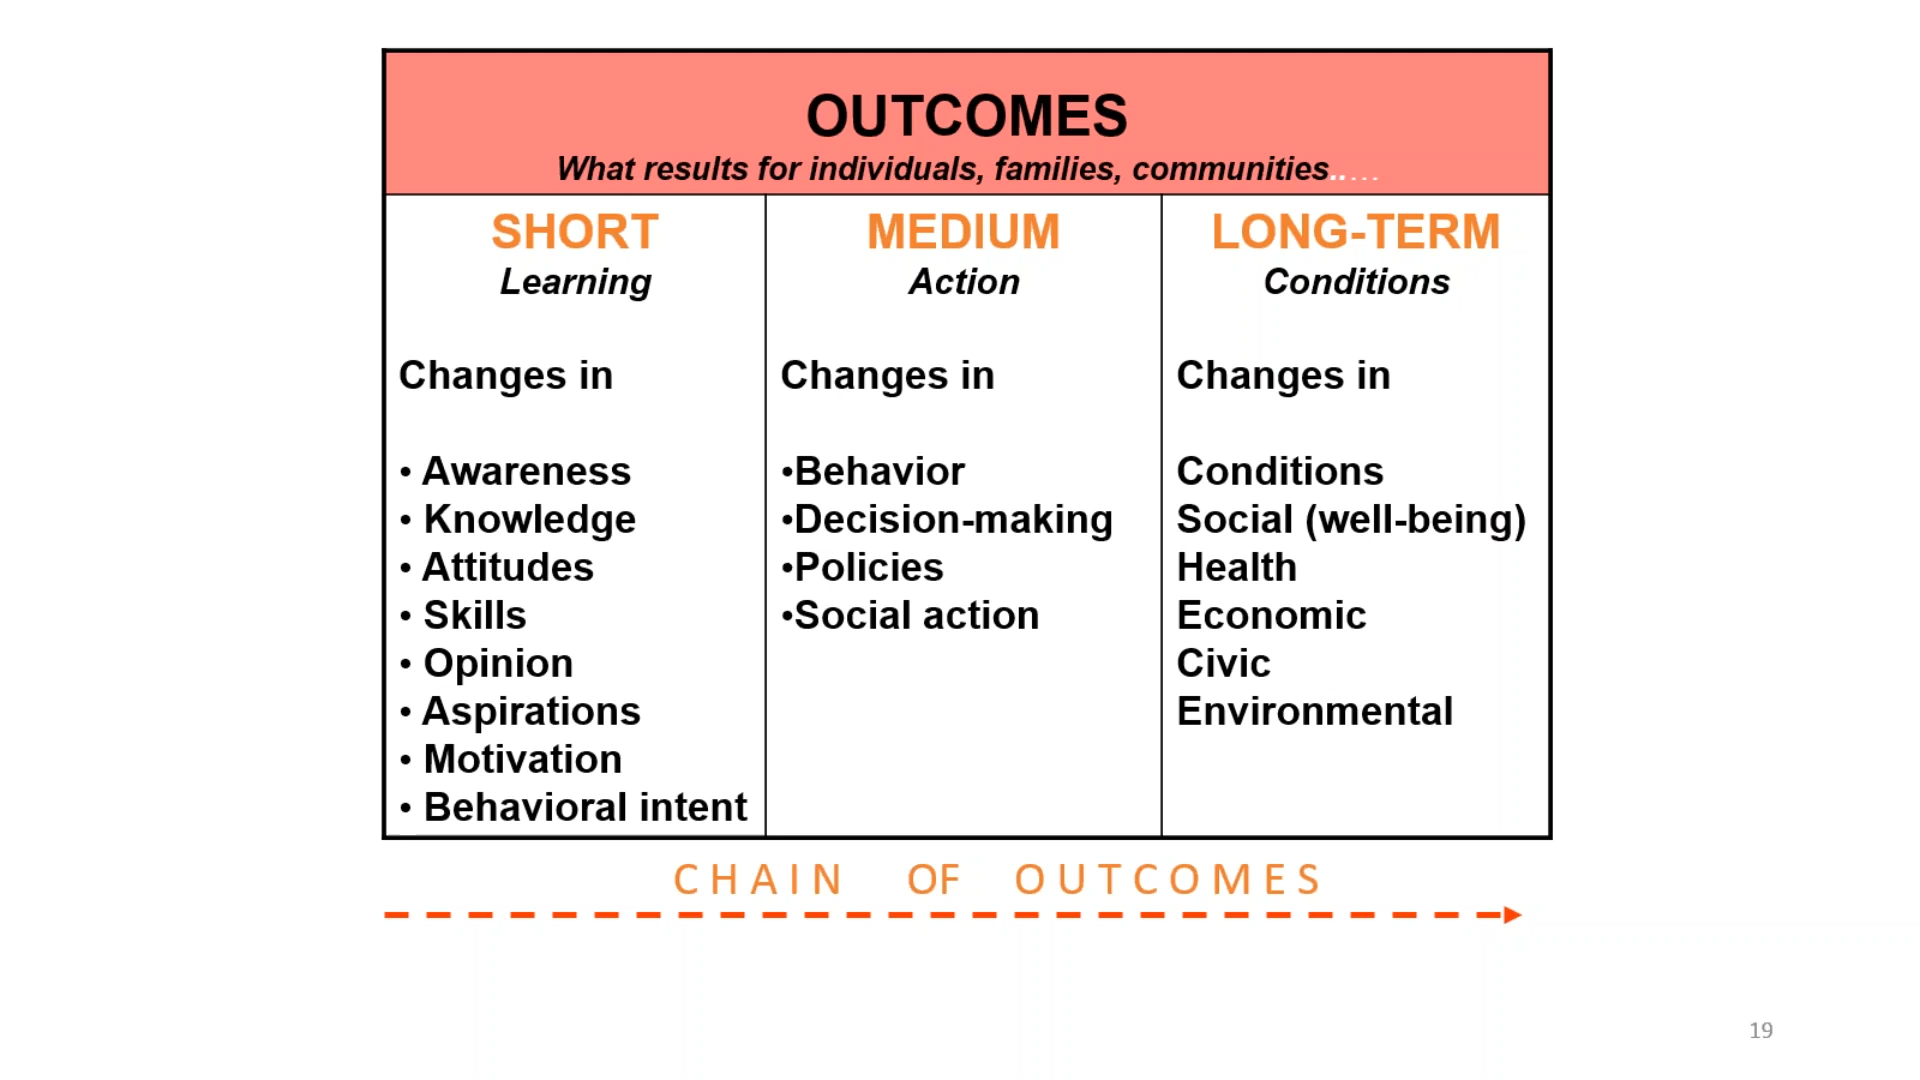 OUTCOMES
What results for individuals, families, communities.....
SHORT
Learning
Changes in
• Awareness
• Knowledge
• Attitudes
• Skills
• Opinion
• Aspirations
• Motivation
• Behavioral intent
MEDIUM
Action
Changes in
•Behavior
•Decision-making
•Policies
•Social action
LONG-TERM
Conditions
Changes in
Conditions
Social (well-being)
Health
Economic
Civic
Environmental
CHAIN OF OUTCOMES
19